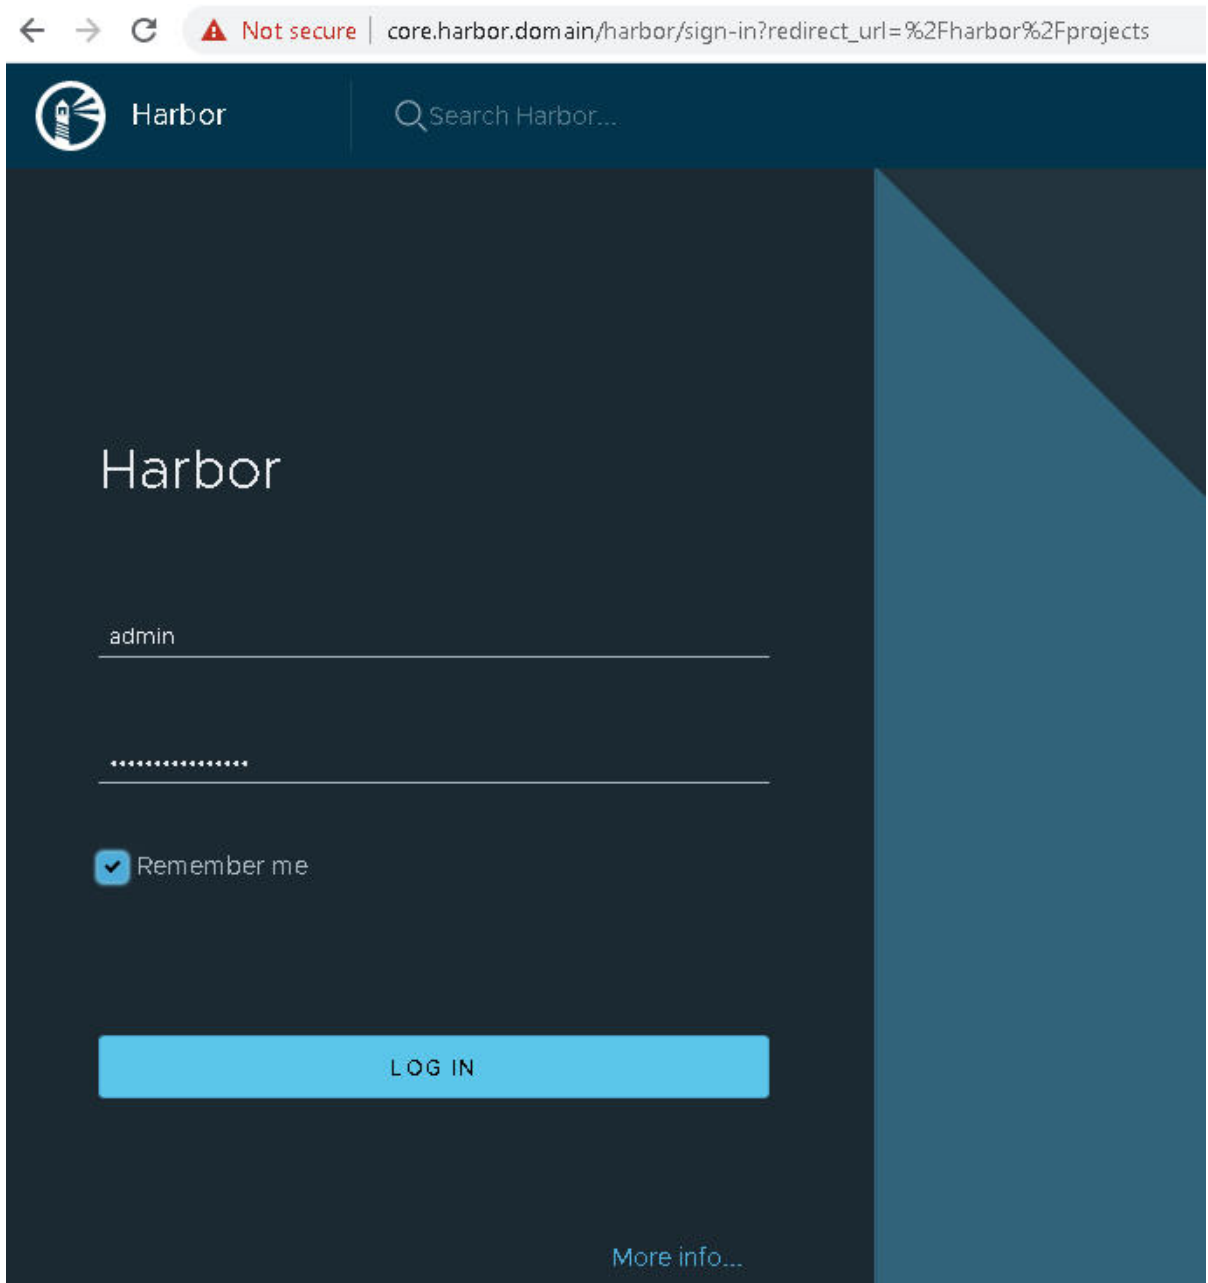 Not secure | core.harbor.domain/harbor/sign-in?redirect_url=%2Fharbor%2Fprojects
Harbor Search Harbor...
Harbor
admin
••••••••••••••••
Remember me
LOG IN
More info...